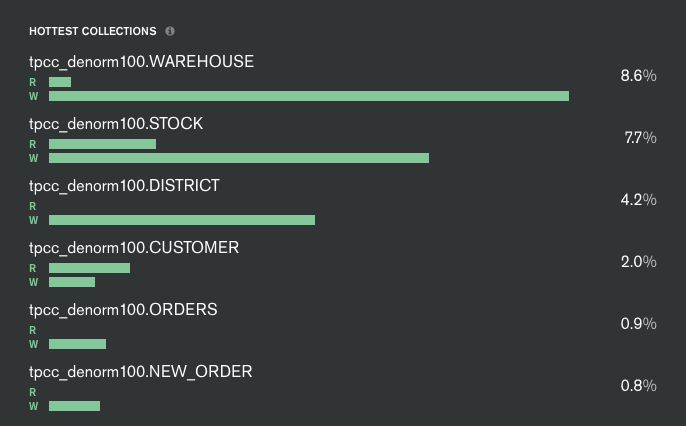 HOTTEST COLLECTIONS
tpcc_denorm100.WAREHOUSE
8.6%
R
W
tpcc_denorm100.STOCK
7.7%
R
W
tpcc_denorm100.DISTRICT
4.2%
R
W
tpcc_denorm100.CUSTOMER
2.0%
R
W
tpcc_denorm100.ORDERS
0.9%
R
W
tpcc_denorm100.NEW_ORDER
0.8%
R
W